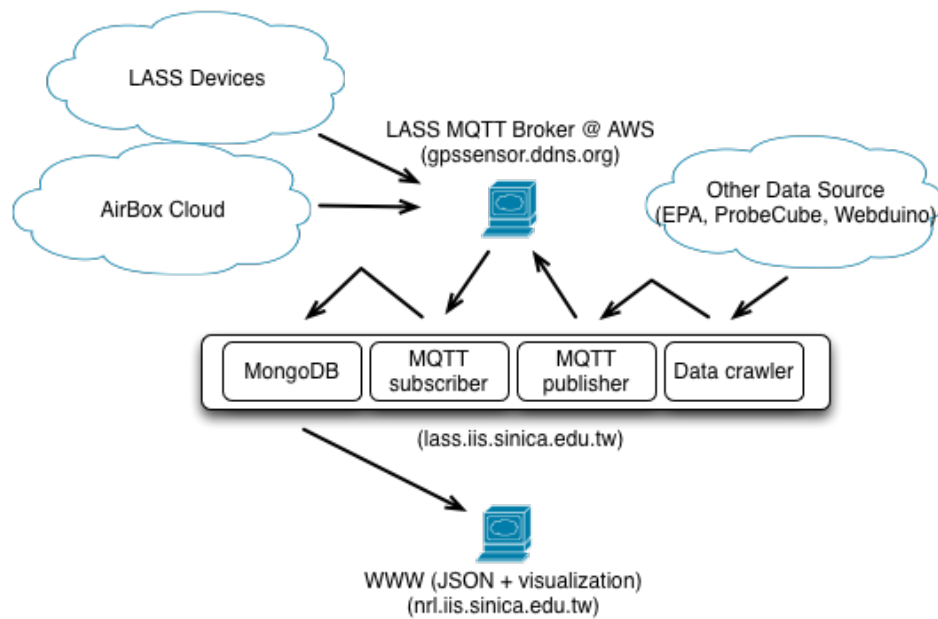 LASS Devices
LASS MQTT Broker @ AWS
(gpssensor.ddns.org)
AirBox Cloud
Other Data Source
(EPA, ProbeCube, Webduino)
MongoDB
MQTT
subscriber
MQTT
publisher
Data crawler
(lass.iis.sinica.edu.tw)
WWW (JSON + visualization)
(nrl.iis.sinica.edu.tw)